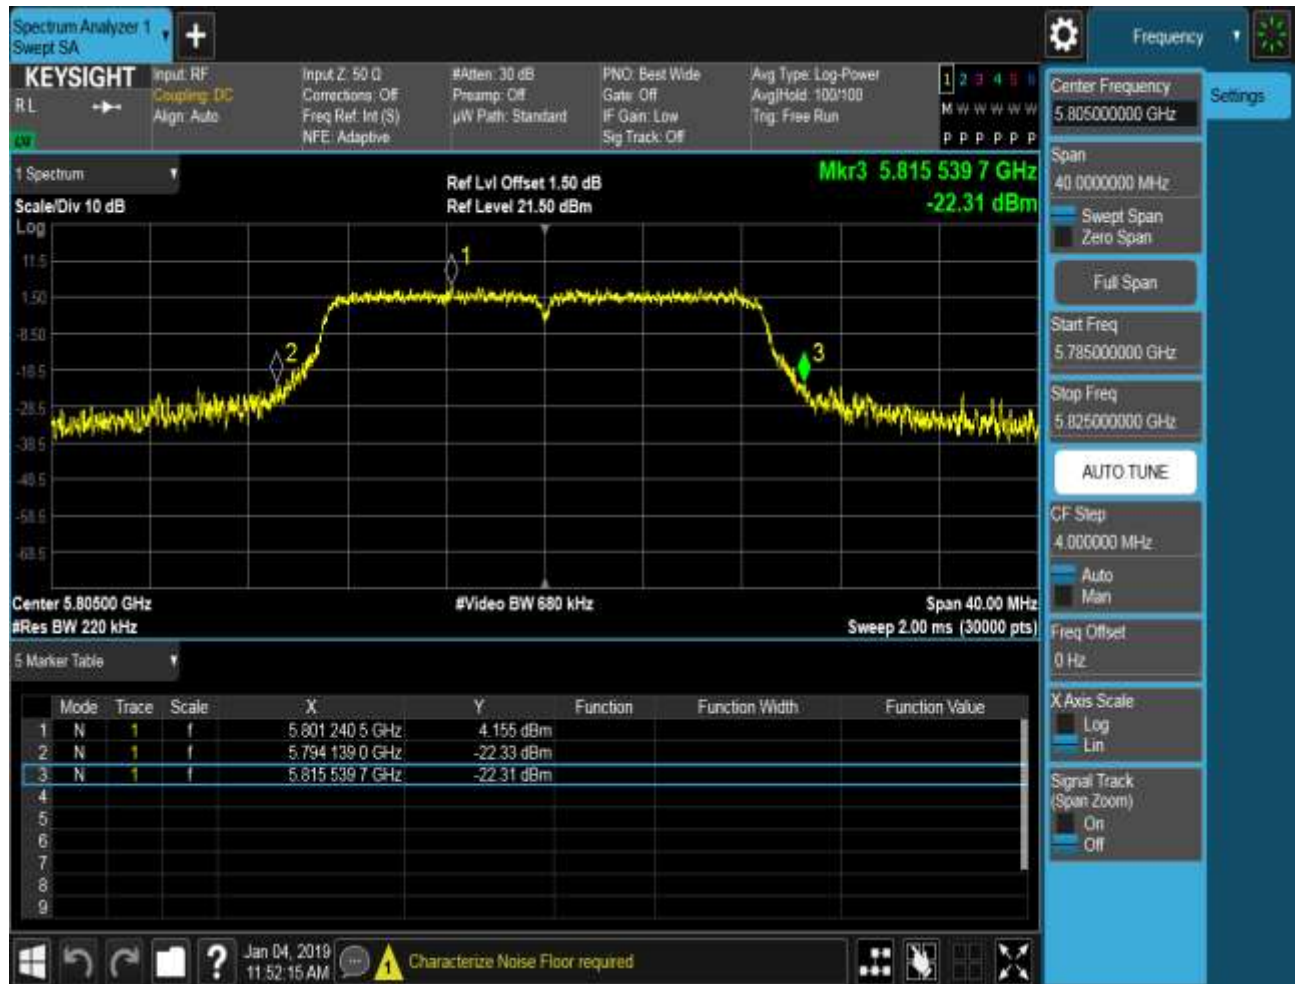 Spectrum Analyzer 1
Swept SA
+
Frequency
KEYSIGHT
RL
Input: RF
Coupling: DC
Align: Auto
Input Z: 50 Ω
Corrections: Off
Freq Ref: Int (S)
NFE: Adaptive
#Atten: 30 dB
Preamp: Off
µW Path: Standard
PNO: Best Wide
Gate: Off
IF Gain: Low
Sig Track: Off
Avg Type: Log-Power
Avg|Hold: 100/100
Trig: Free Run
1 2 3 4 5 6
M W W W W W
P P P P P P
1 Spectrum
Scale/Div 10 dB
Ref Lvl Offset 1.50 dB
Ref Level 21.50 dBm
Mkr3 5.815 539 7 GHz
-22.31 dBm
Log
11.5
1.50
-8.50
-18.5
-28.5
-38.5
-48.5
-58.5
-68.5
1
2
3
Center 5.80500 GHz
#Video BW 680 kHz
Span 40.00 MHz
#Res BW 220 kHz
Sweep 2.00 ms (30000 pts)
5 Marker Table
Mode Trace Scale X Y Function Function Width Function Value
1 N 1 f 5.801 240 5 GHz 4.155 dBm
2 N 1 f 5.794 139 0 GHz -22.33 dBm
3 N 1 f 5.815 539 7 GHz -22.31 dBm
4
5
6
7
8
9
Center Frequency
5.805000000 GHz
Settings
Span
40.0000000 MHz
Swept Span
Zero Span
Full Span
Start Freq
5.785000000 GHz
Stop Freq
5.825000000 GHz
AUTO TUNE
CF Step
4.000000 MHz
Auto
Man
Freq Offset
0 Hz
X Axis Scale
Log
Lin
Signal Track
(Span Zoom)
On
Off
?
Jan 04, 2019
11:52:15 AM
1
Characterize Noise Floor required